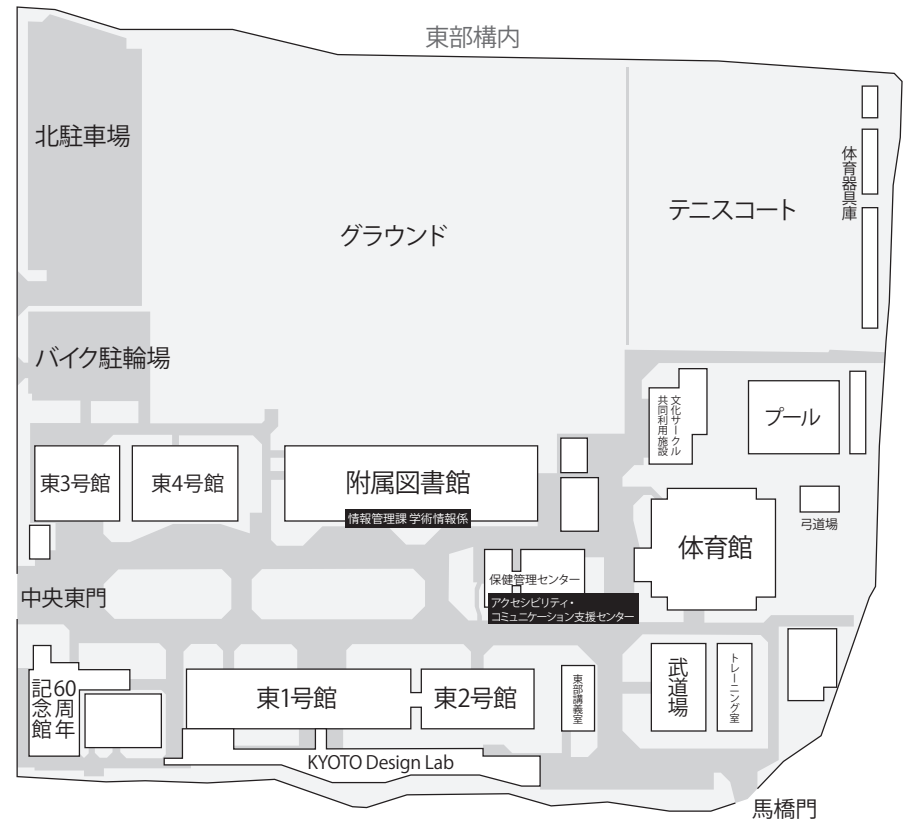 東部構内
北駐車場
グラウンド
テニスコート
体育器具庫
バイク駐輪場
文化サークル
共同利用施設
プール
東3号館
東4号館
附属図書館
情報管理課 学術情報係
弓道場
体育館
保健管理センター
中央東門
アクセシビリティ・
コミュニケーション支援センター
60周年
記念館
東1号館
東2号館
東部講義室
武道場
トレーニング室
KYOTO Design Lab
馬橋門